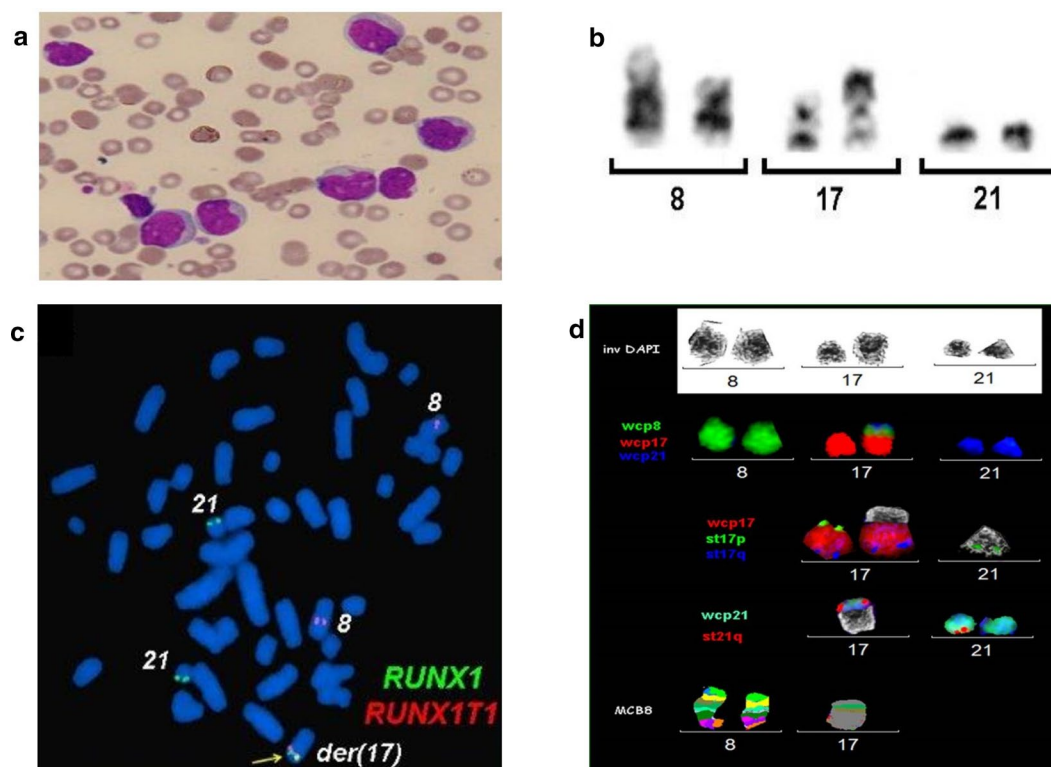 a
b
8 17 21
c
8
21
8
21
RUNX1
RUNX1T1
der(17)
d
inv DAPI
8 17 21
wcp8
wcp17
wcp21
8 17 21
wcp17
st17p
st17q
17 21
wcp21
st21q
17 21
MCB8
8 17